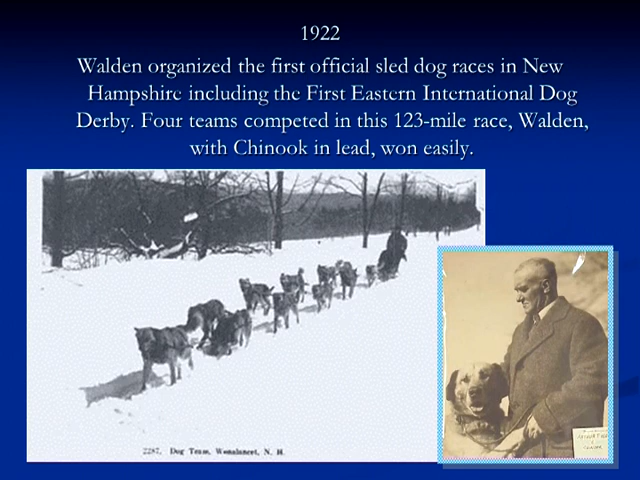 1922
Walden organized the first official sled dog races in New
Hampshire including the First Eastern International Dog
Derby. Four teams competed in this 123-mile race, Walden,
with Chinook in lead, won easily.
2287. Dog Team, Wonalancet, N. H.